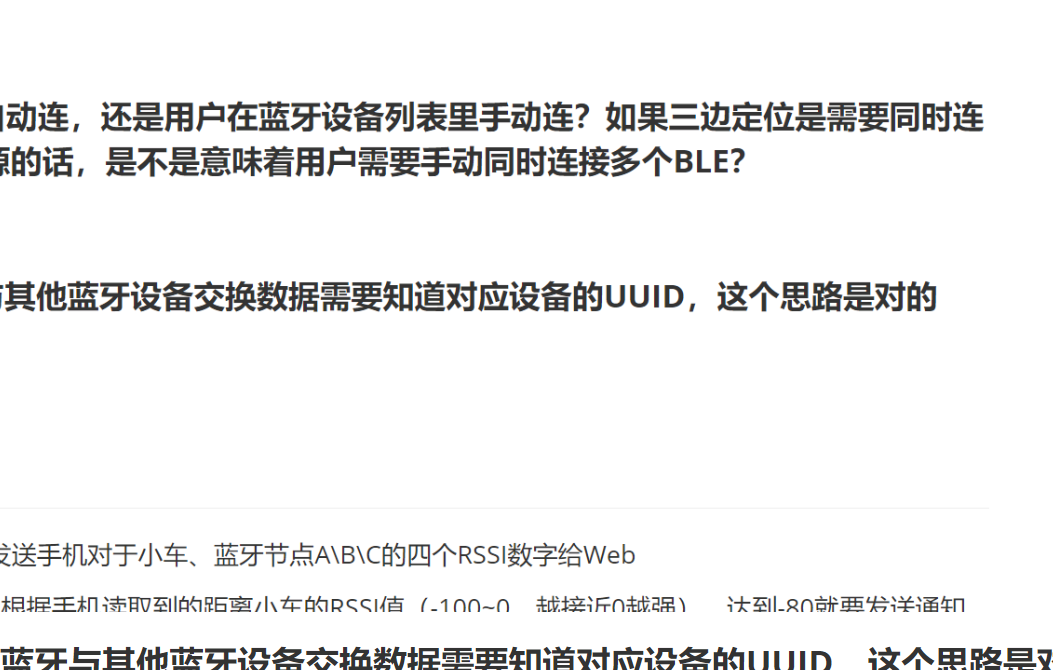 动连，还是用户在蓝牙设备列表里手动连？如果三边定位是需要同时连
的话，是不是意味着用户需要手动同时连接多个BLE？
其他蓝牙设备交换数据需要知道对应设备的UUID，这个思路是对的
发送手机对于小车、蓝牙节点A\B\C的四个RSSI数字给Web
根据手机读取到的距离小车的RSSI值（-100~0，越接近0越强），达到-80就要发送通知
蓝牙与其他蓝牙设备交换数据需要知道对应设备的UUID，这个思路是对